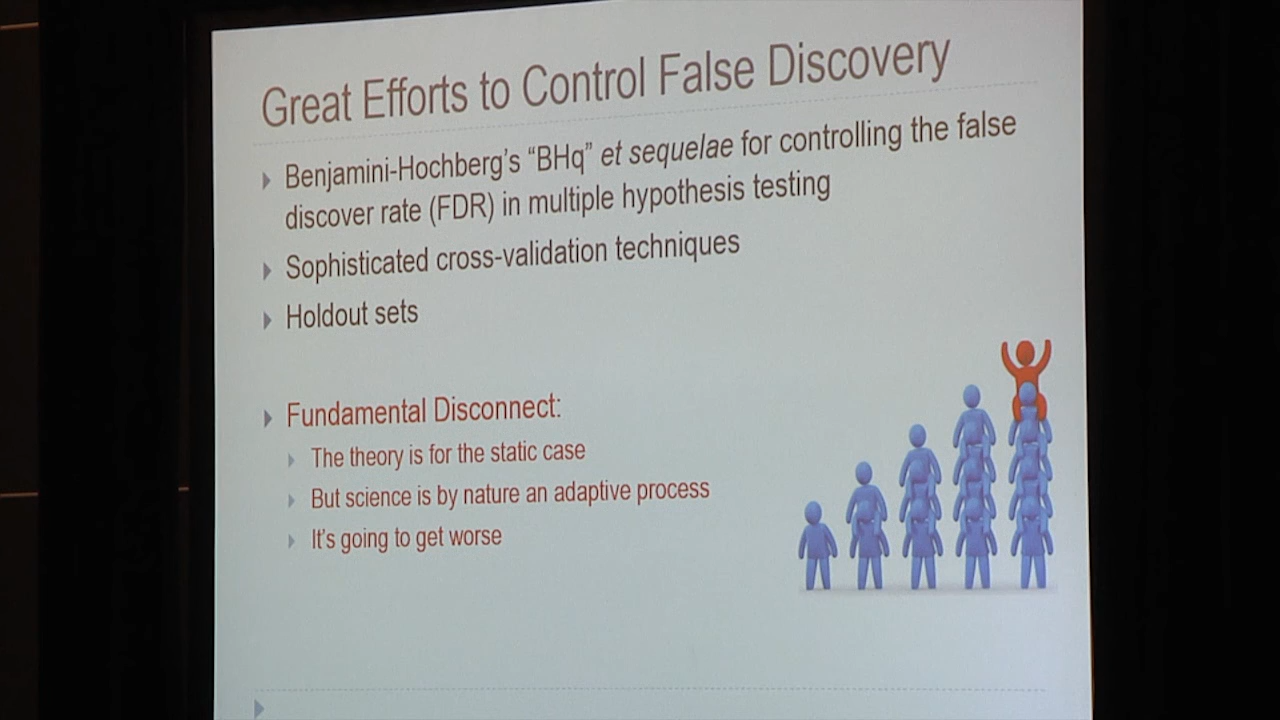 Great Efforts to Control False Discovery
Benjamini-Hochberg's “BHq” et sequelae for controlling the false
discover rate (FDR) in multiple hypothesis testing
Sophisticated cross-validation techniques
Holdout sets
Fundamental Disconnect:
The theory is for the static case
But science is by nature an adaptive process
It's going to get worse